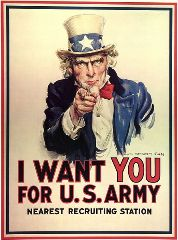 I WANT YOU
FOR U.S. ARMY
NEAREST RECRUITING STATION